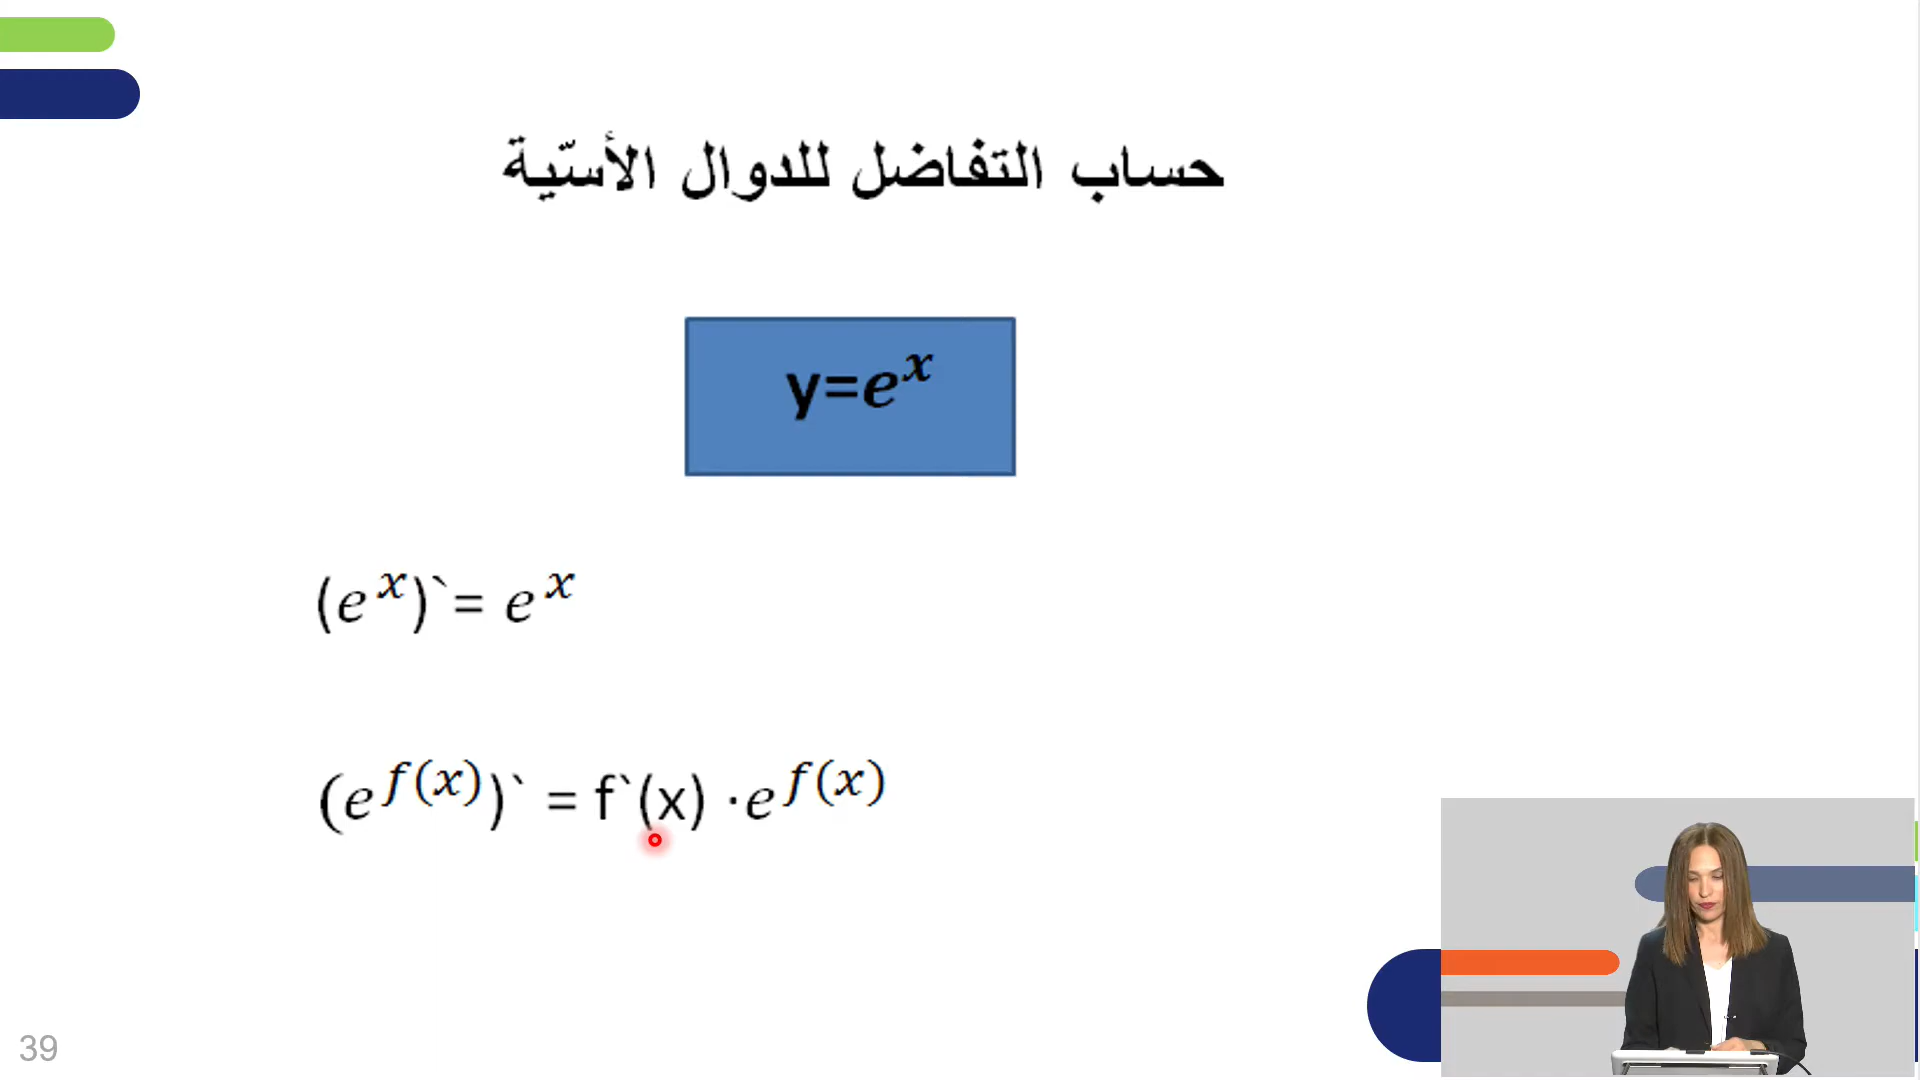 حساب التفاضل للدوال الأسّية
y=e^x
(e^x)`= e^x
(e^f(x))` = f`(x) ·e^f(x)
39